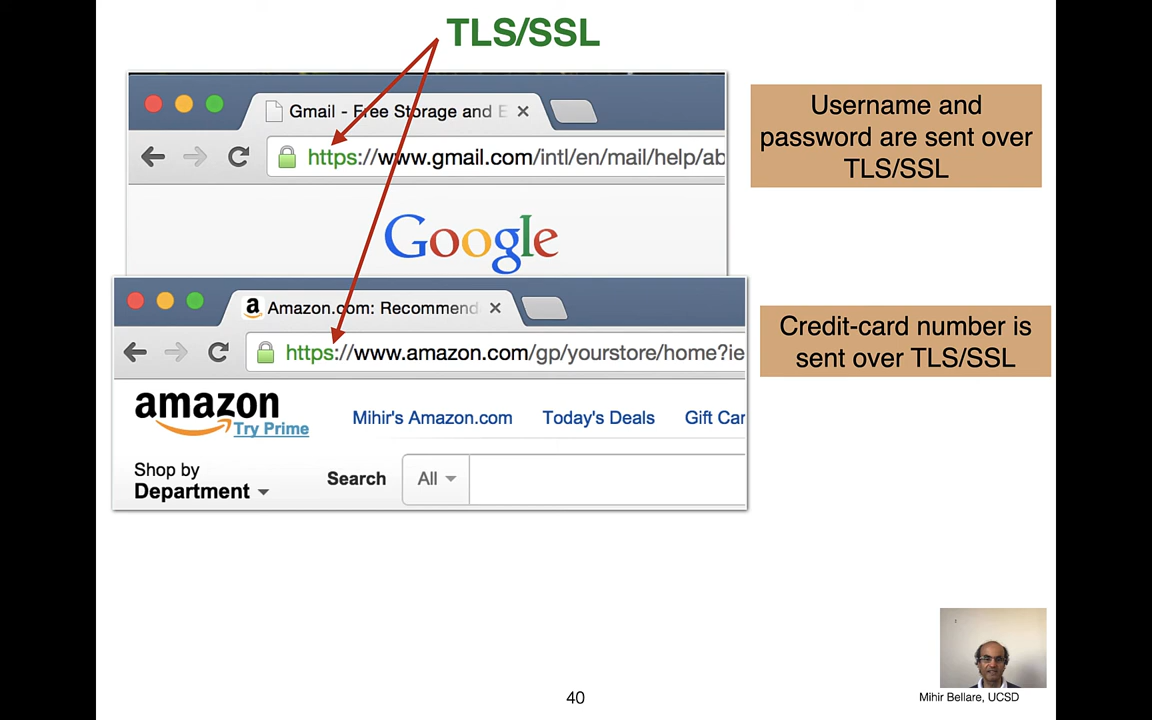 TLS/SSL
Gmail - Free Storage and E
https://www.gmail.com/intl/en/mail/help/ab
Google
Username and
password are sent over
TLS/SSL
a Amazon.com: Recommend
https://www.amazon.com/gp/yourstore/home?ie
Credit-card number is
sent over TLS/SSL
amazon
Try Prime
Mihir's Amazon.com Today's Deals Gift Car
Shop by
Department
Search All
40
Mihir Bellare, UCSD